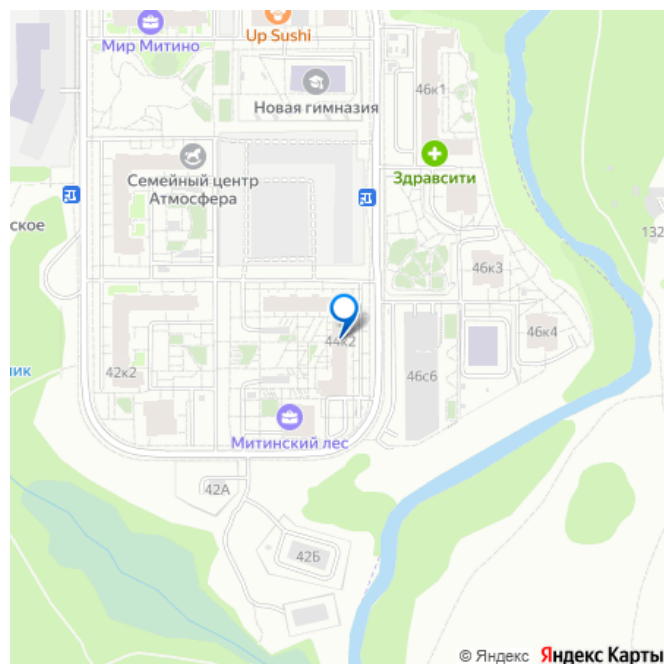 Мир Митино
Up Sushi
Новая гимназия
46к1
Здравсити
Семейный центр
Атмосфера
ское
132
46к3
44к2
46к4
42к2
46с6
ик
Митинский лес
42А
42Б
© Яндекс Яндекс Карты